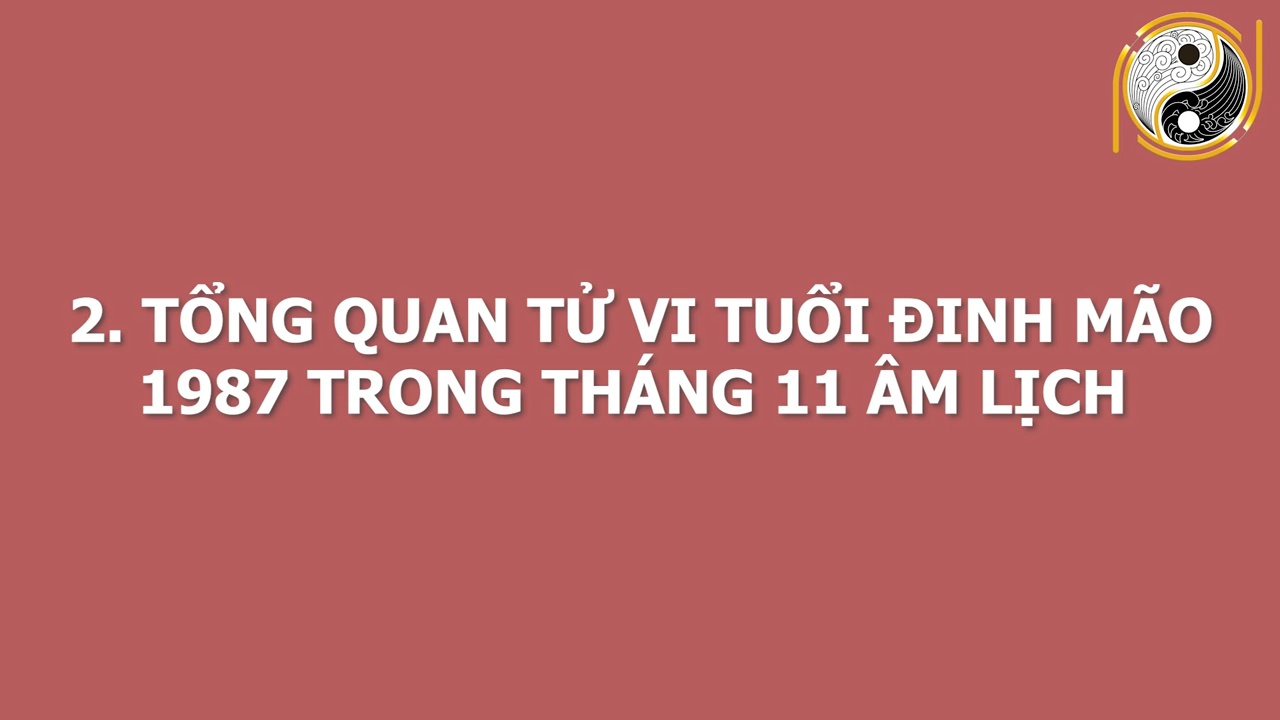 2. TỔNG QUAN TỬ VI TUỔI ĐINH MÃO
1987 TRONG THÁNG 11 ÂM LỊCH